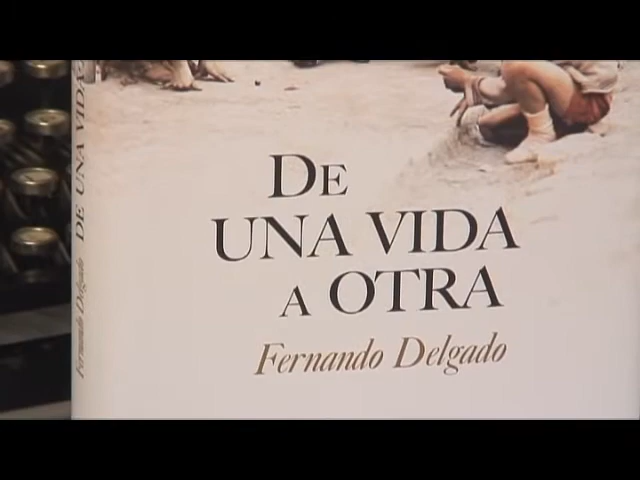 DE
UNA VIDA
A OTRA
Fernando Delgado
Fernando Delgado DE UNA VIDA